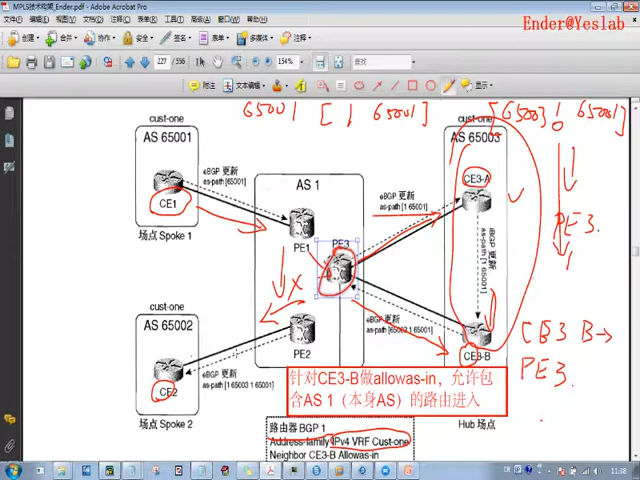 MPLS技术构架_Ender.pdf - Adobe Acrobat Pro
Ender@Yeslab
文件(F) 编辑(E) 视图(V) 文档(D) 注释(C)
高级(A) 窗口(W) 帮助(H)
创建 合并 协作 安全 签名 表单 多媒体 注释
227 / 556 154% 查找
附注 文本编辑 显示
65001 [ 1 65001]
[65003 1 65001]
cust-one
cust-one
AS 65001
AS 65003
eBGP 更新
as-path [65001]
AS 1
eBGP 更新
as-path [1 65001]
CE3-A
CE1
PE1
PE3
PE3.
场点 Spoke 1
eBGP 更新
as-path
[1 65001]
cust-one
AS 65002
X
eBGP 更新
as-path [65003 1 65001]
CE3 B→
PE3.
PE2
CE3-B
eBGP 更新
as-path [1 65003 1 65001]
CE2
针对CE3-B做allowas-in，允许包
含AS 1（本身AS）的路由进入
场点 Spoke 2
Hub 场点
路由器BGP 1
Address-family IPv4 VRF Cust-one
Neighbor CE3-B Allowas-in
11:38